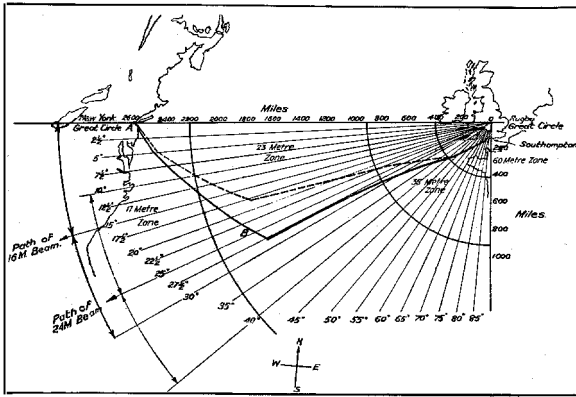 Miles
New York
Great Circle A
2600 2400 2200 2000 1800 1600 1400 1200 1000 800 600 400 200 0
Rugby
Great Circle
Southampton
2½°
5°
7½°
10°
12½°
15°
17½°
20°
22½°
25°
27½°
30°
35°
40°
45°
50°
55°
60°
65°
70°
75°
80°
85°
23 Metre
Zone
17 Metre
Zone
35 Metre
Zone
60 Metre Zone
200
400
600
800
1000
Miles
B
Path of
16M Beam.
Path of
24M Beam.
N
W
E
S